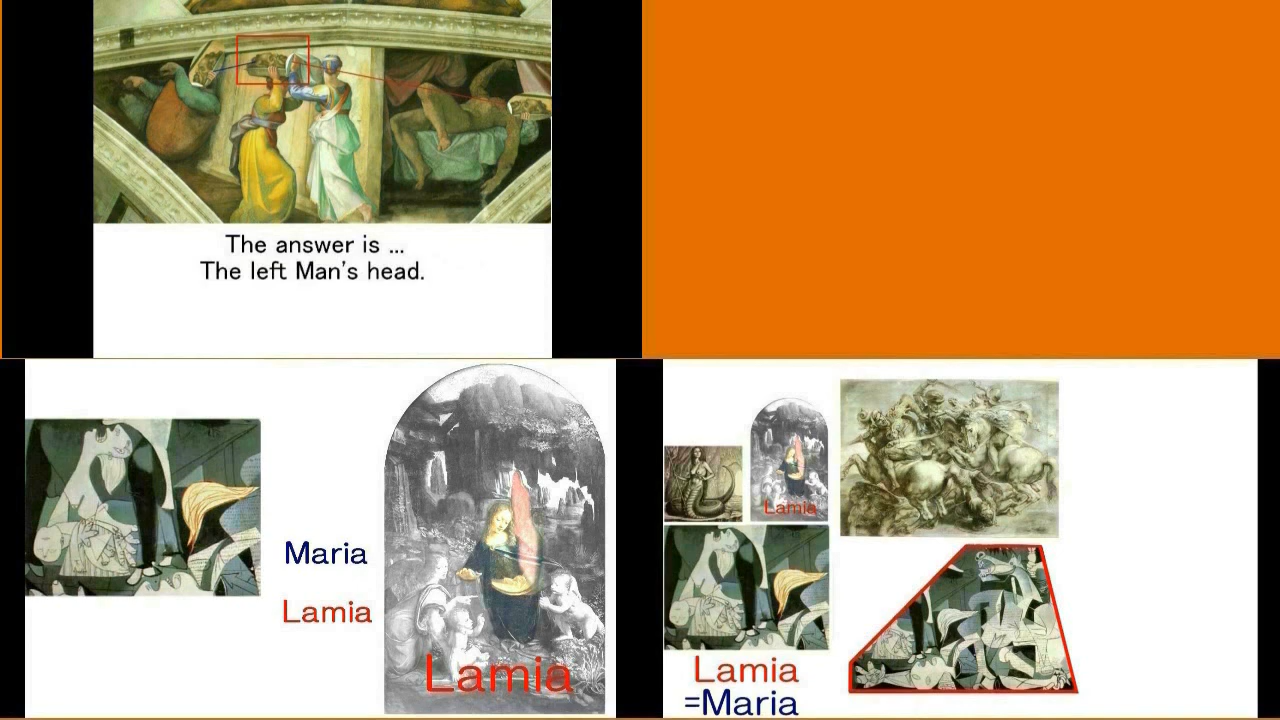 The answer is ...
The left Man's head.
Maria
Lamia
Lamia
Lamia
Lamia
=Maria